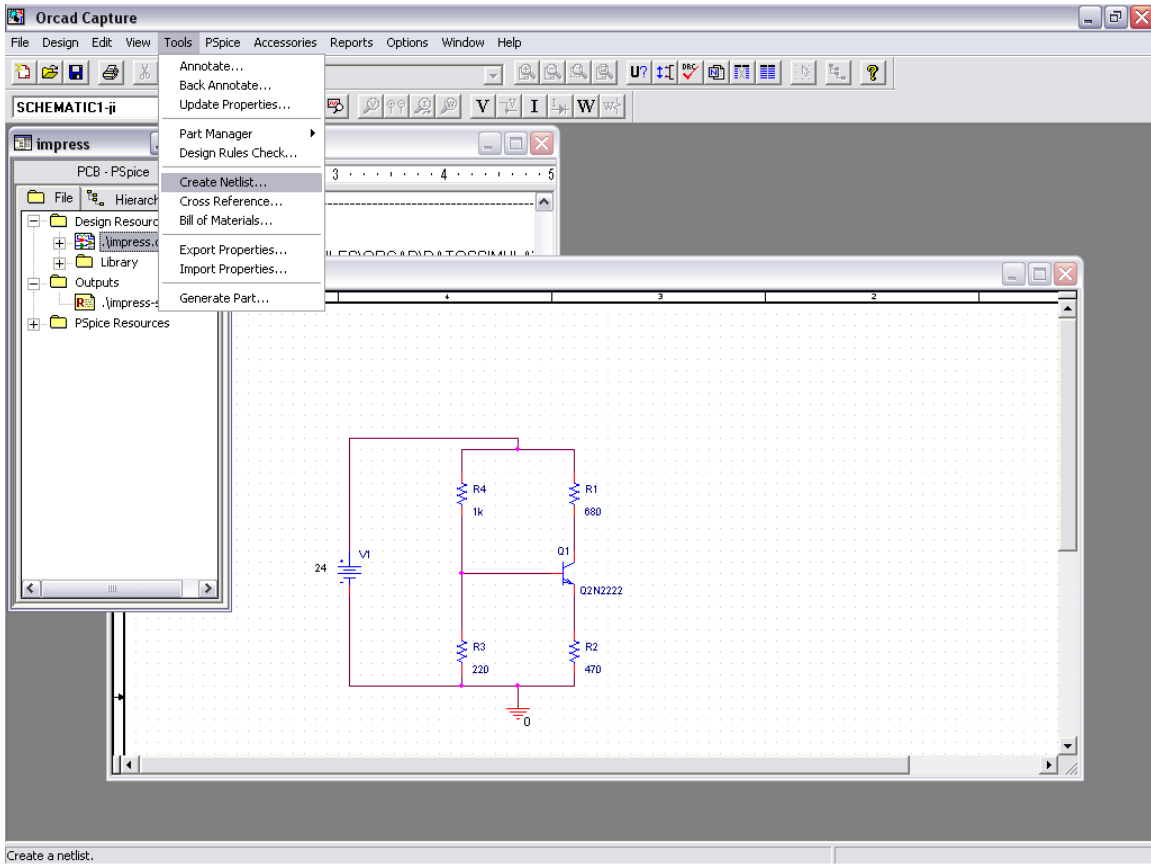 Orcad Capture
File Design Edit View Tools PSpice Accessories Reports Options Window Help
U? DRC
SCHEMATIC1-ji
V V I I W W
Annotate...
Back Annotate...
Update Properties...
Part Manager
Design Rules Check...
Create Netlist...
Cross Reference...
Bill of Materials...
Export Properties...
Import Properties...
Generate Part...
impress
PCB - PSpice
File Hierarch
Design Resourc
.\impress.
Library
Outputs
.\impress-s
PSpice Resources
3 4 5
3 2
R4
1k
R1
680
V1
24
+
-
Q1
Q2N2222
R3
220
R2
470
0
Create a netlist.